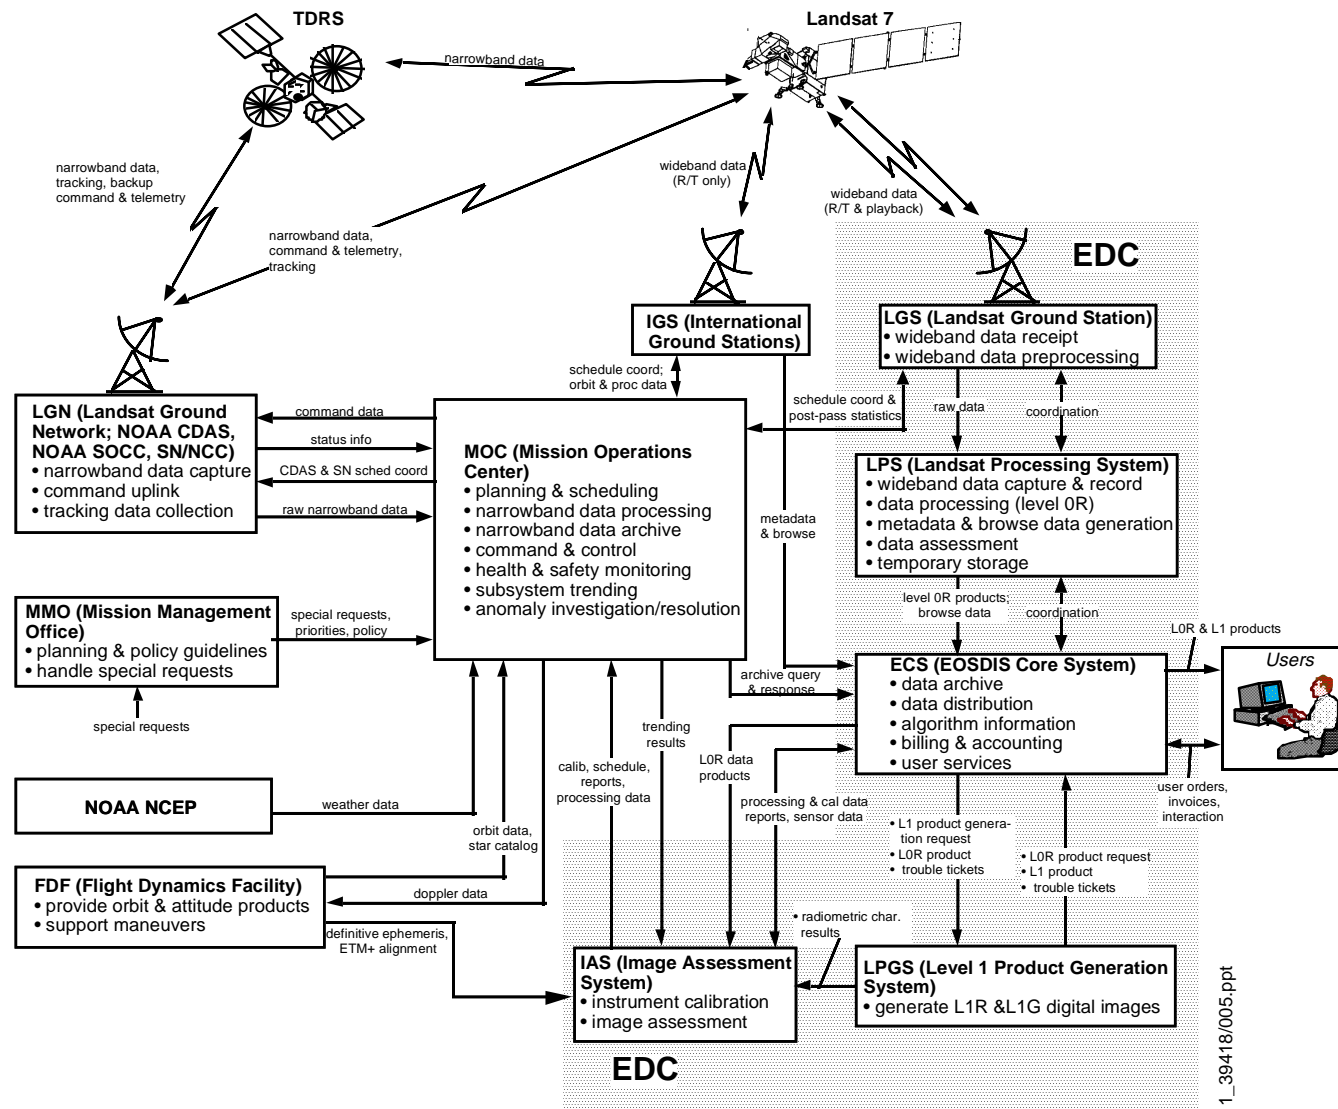 TDRS
Landsat 7
narrowband data
narrowband data,
tracking, backup
command & telemetry
wideband data
(R/T only)
wideband data
(R/T & playback)
narrowband data,
command & telemetry,
tracking
EDC
IGS (International
Ground Stations)
LGS (Landsat Ground Station)
• wideband data receipt
• wideband data preprocessing
schedule coord;
orbit & proc data
schedule coord &
post-pass statistics
raw data
coordination
LGN (Landsat Ground
Network; NOAA CDAS,
NOAA SOCC, SN/NCC)
• narrowband data capture
• command uplink
• tracking data collection
command data
status info
CDAS & SN sched coord
raw narrowband data
MOC (Mission Operations
Center)
• planning & scheduling
• narrowband data processing
• narrowband data archive
• command & control
• health & safety monitoring
• subsystem trending
• anomaly investigation/resolution
metadata
& browse
LPS (Landsat Processing System)
• wideband data capture & record
• data processing (level 0R)
• metadata & browse data generation
• data assessment
• temporary storage
level 0R products;
browse data
coordination
MMO (Mission Management
Office)
• planning & policy guidelines
• handle special requests
special requests,
priorities, policy
special requests
L0R & L1 products
Users
ECS (EOSDIS Core System)
• data archive
• data distribution
• algorithm information
• billing & accounting
• user services
archive query
& response
trending
results
L0R data
products
calib, schedule,
reports,
processing data
processing & cal data
reports, sensor data
user orders,
invoices,
interaction
NOAA NCEP
weather data
orbit data,
star catalog
• L1 product genera-
tion request
• L0R product
• trouble tickets
• L0R product request
• L1 product
• trouble tickets
FDF (Flight Dynamics Facility)
• provide orbit & attitude products
• support maneuvers
doppler data
definitive ephemeris,
ETM+ alignment
• radiometric char.
results
IAS (Image Assessment
System)
• instrument calibration
• image assessment
LPGS (Level 1 Product Generation
System)
• generate L1R &L1G digital images
EDC
1_39418/005.ppt